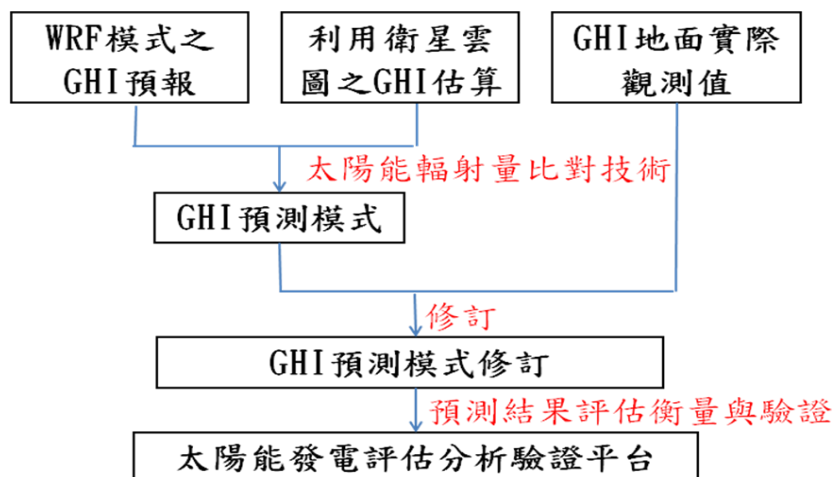 WRF模式之
GHI預報
利用衛星雲
圖之GHI估算
GHI地面實際
觀測值
太陽能輻射量比對技術
GHI預測模式
修訂
GHI預測模式修訂
預測結果評估衡量與驗證
太陽能發電評估分析驗證平台